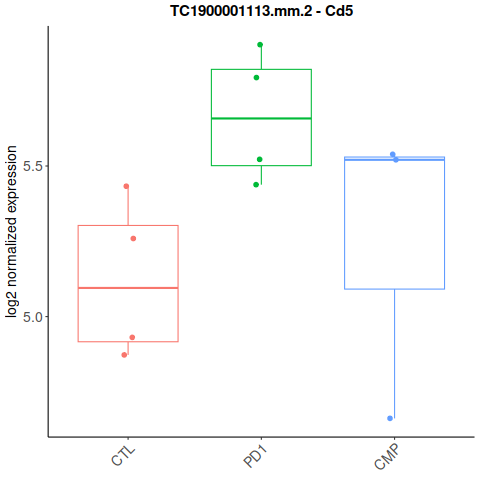 TC1900001113.mm.2 - Cd5
log2 normalized expression
5.5
5.0
CTL
PD1
CMP